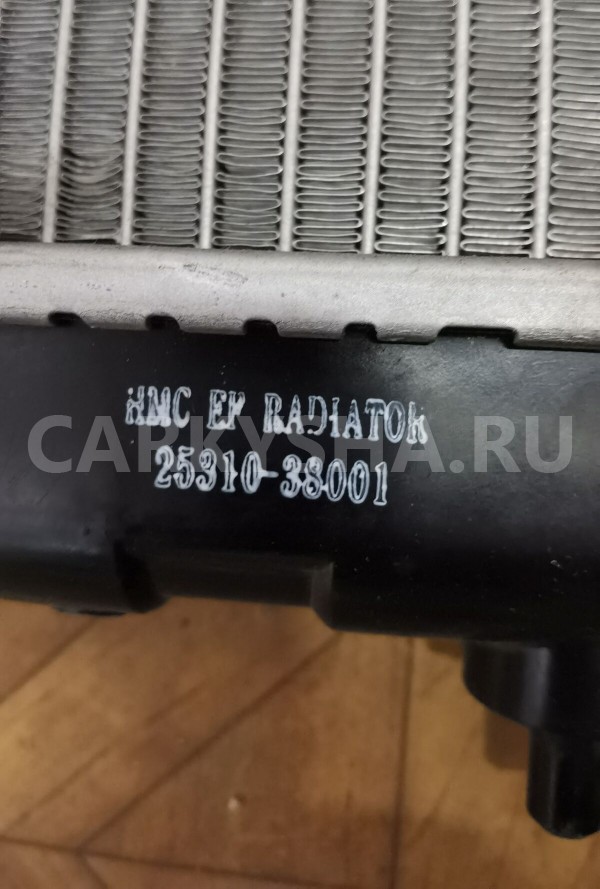 HMC EF RADIATOR
CARKYSHA.RU
25310-38001